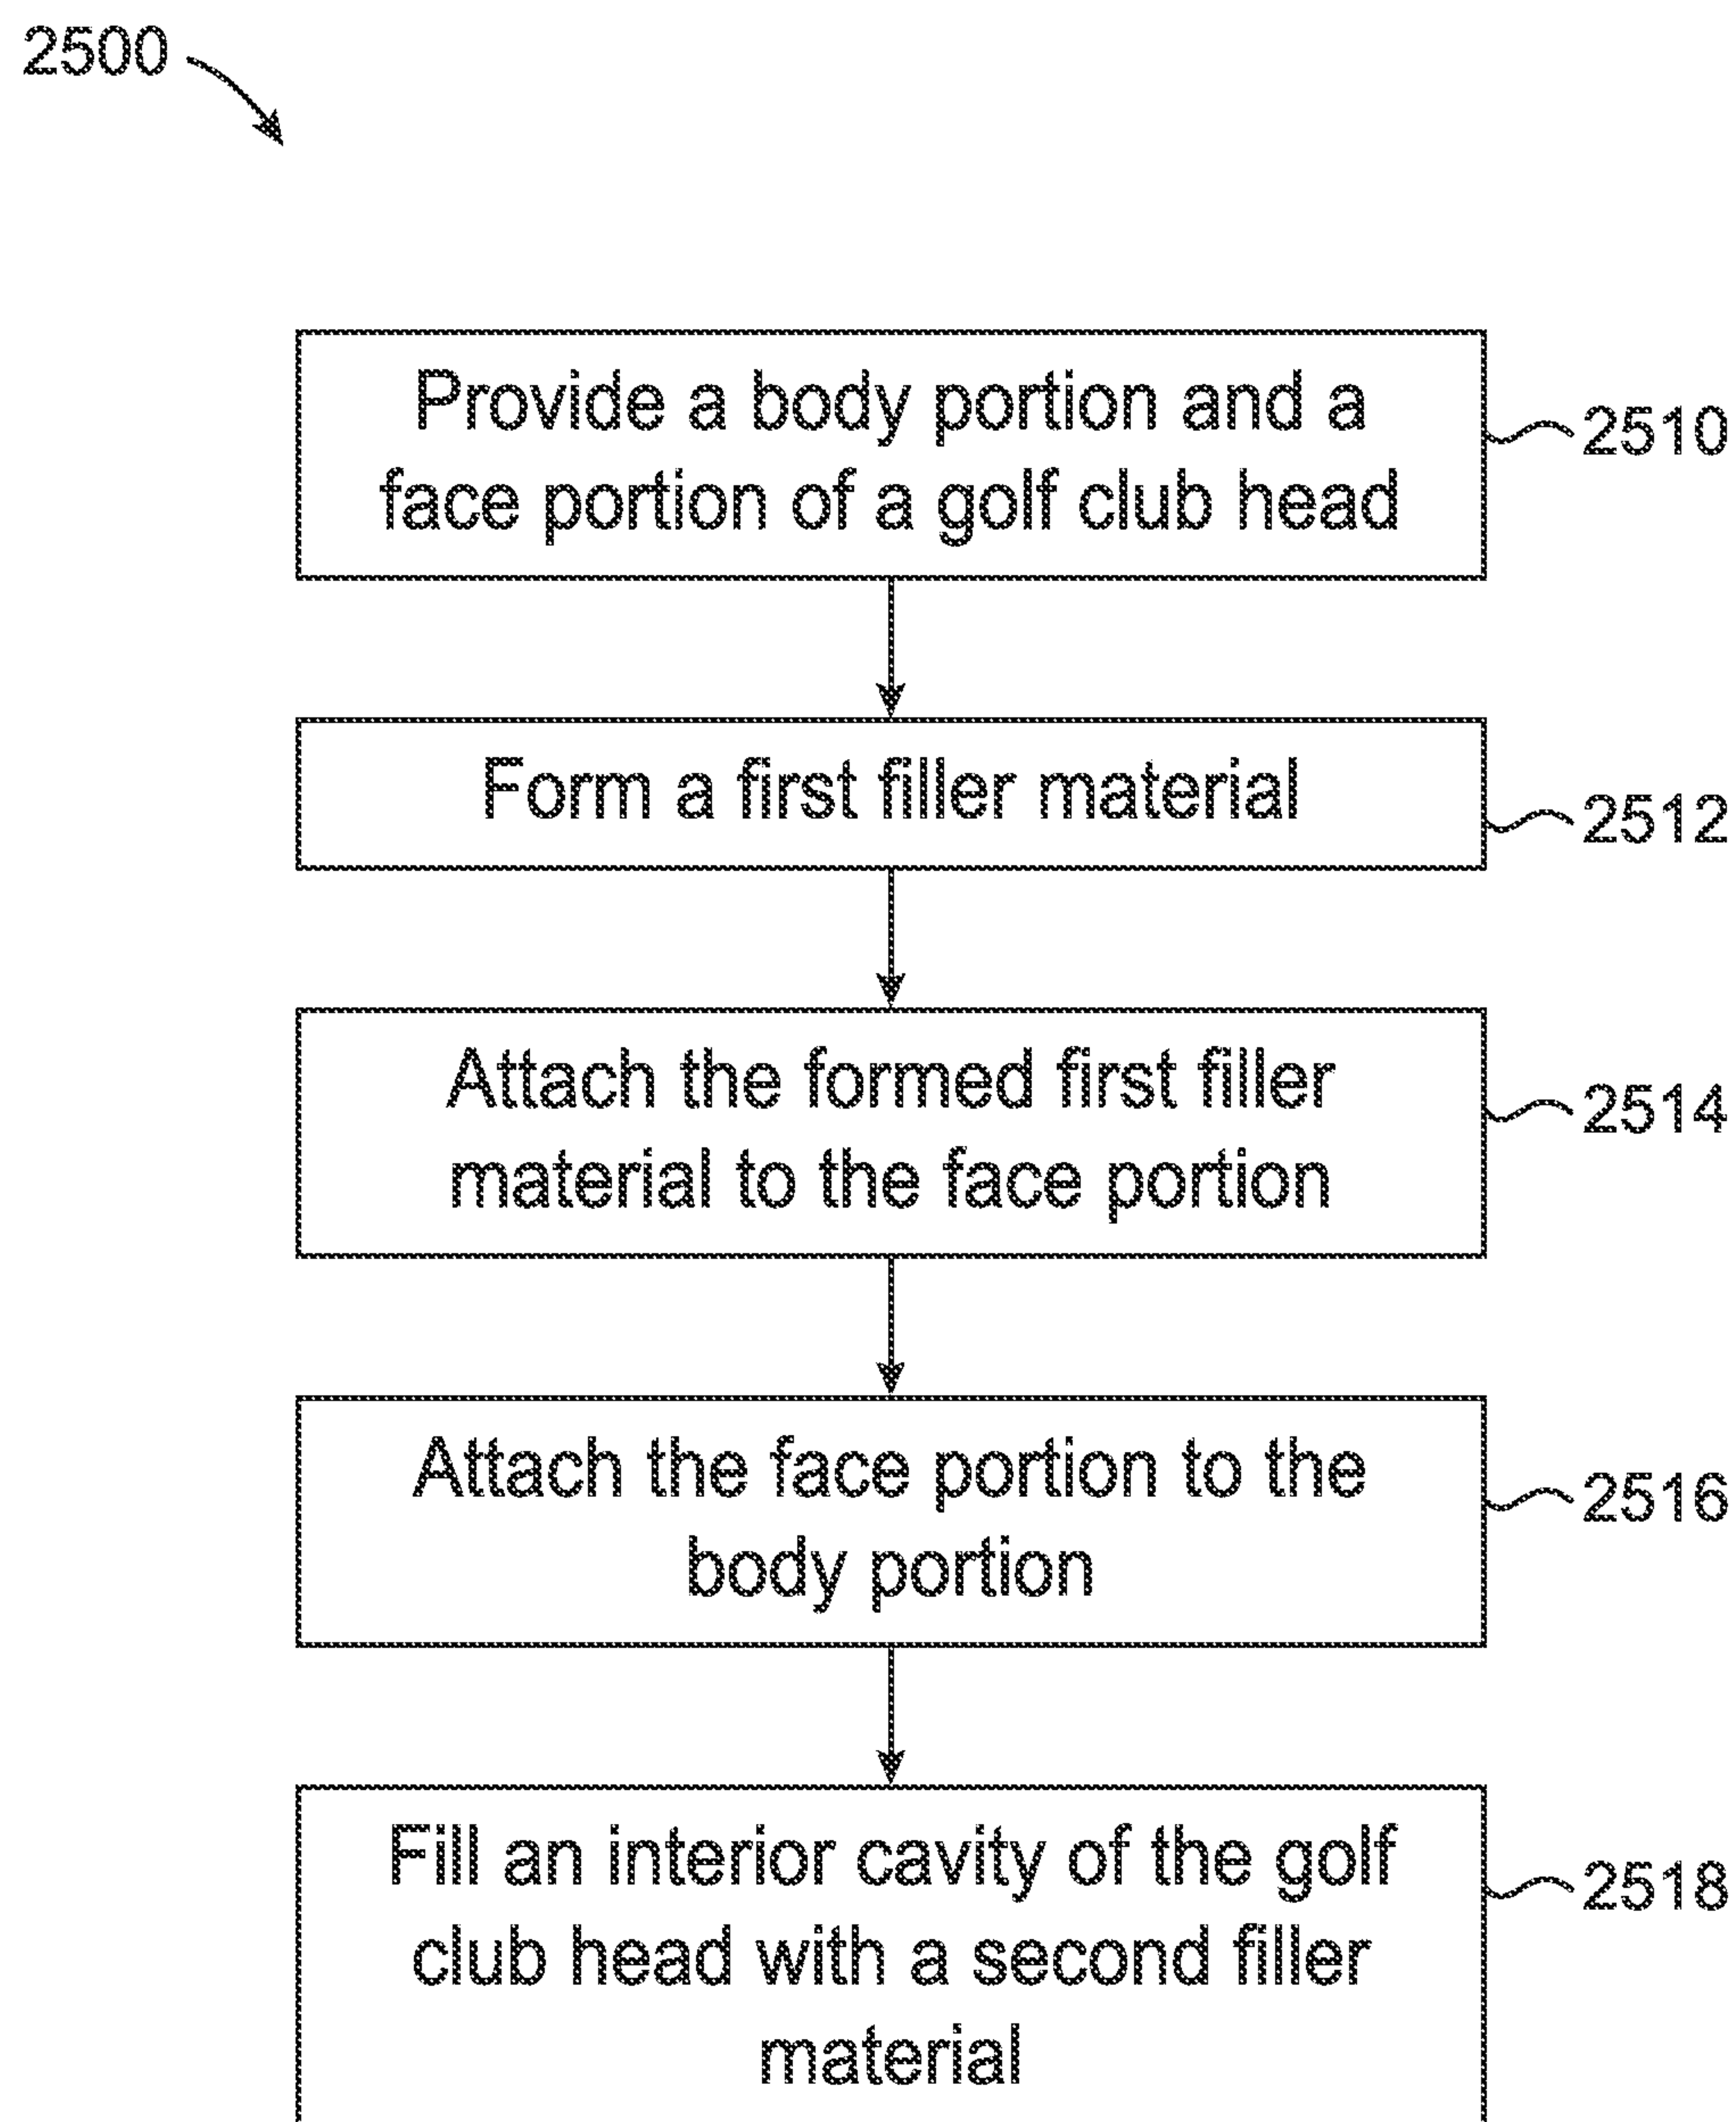 2500
Provide a body portion and a
face portion of a golf club head
2510
Form a first filler material
2512
Attach the formed first filler
material to the face portion
2514
Attach the face portion to the
body portion
2516
Fill an interior cavity of the golf
club head with a second filler
material
2518